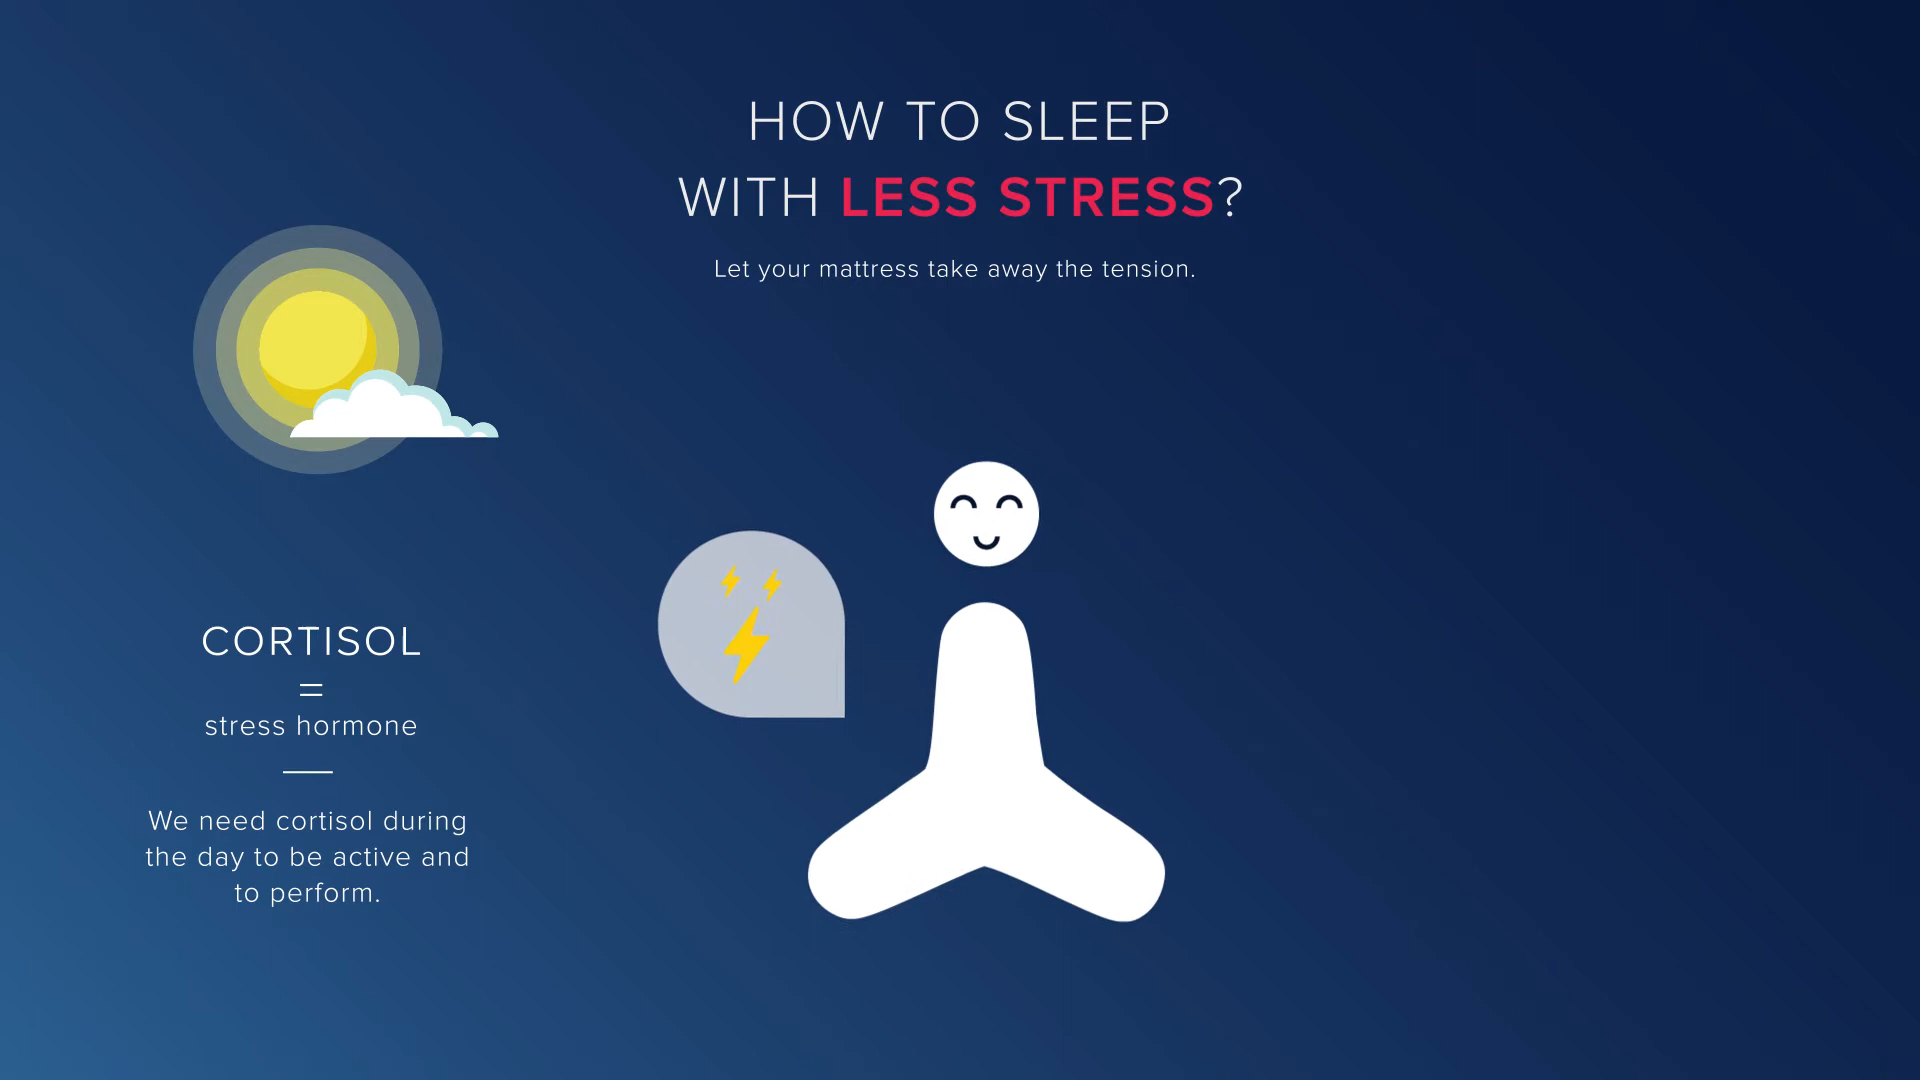 HOW TO SLEEP
WITH LESS STRESS?
Let your mattress take away the tension.
CORTISOL
=
stress hormone
We need cortisol during
the day to be active and
to perform.